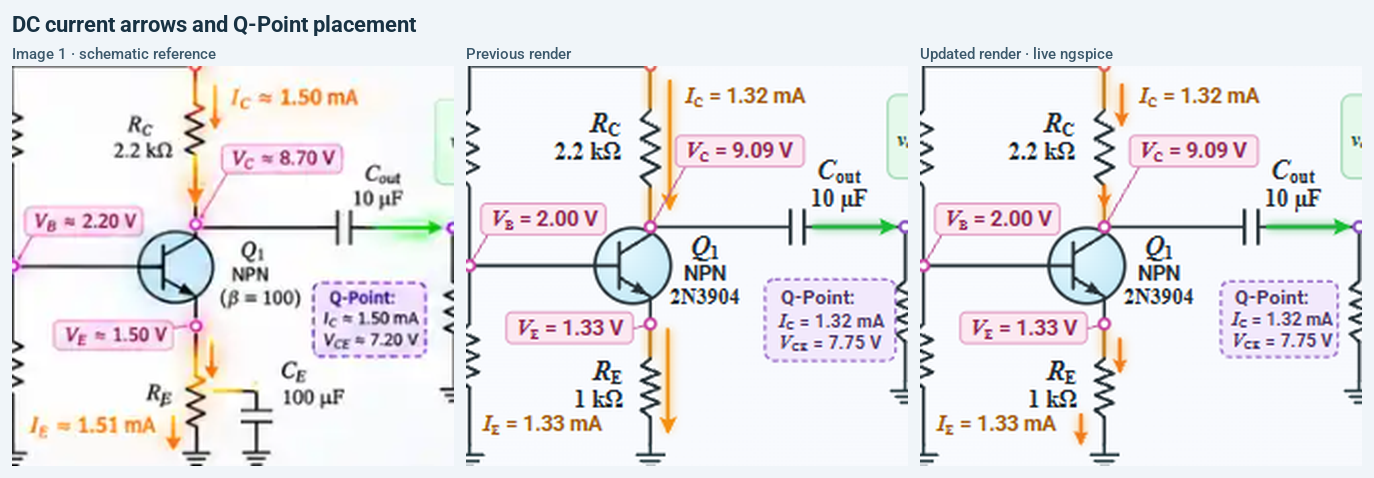 DC current arrows and Q-Point placement
Image 1 · schematic reference
I_C ≈ 1.50 mA
R_C
2.2 kΩ
V_C ≈ 8.70 V
C_out
10 µF
V_B ≈ 2.20 V
Q1
NPN
(β = 100)
Q-Point:
I_C ≈ 1.50 mA
V_CE ≈ 7.20 V
V_E ≈ 1.50 V
R_E
C_E
100 µF
I_E ≈ 1.51 mA
Previous render
I_C = 1.32 mA
R_C
2.2 kΩ
V_C = 9.09 V
C_out
10 µF
V_B = 2.00 V
Q1
NPN
2N3904
Q-Point:
I_C = 1.32 mA
V_CE = 7.75 V
V_E = 1.33 V
R_E
1 kΩ
I_E = 1.33 mA
Updated render · live ngspice
I_C = 1.32 mA
R_C
2.2 kΩ
V_C = 9.09 V
C_out
10 µF
V_B = 2.00 V
Q1
NPN
2N3904
Q-Point:
I_C = 1.32 mA
V_CE = 7.75 V
V_E = 1.33 V
R_E
1 kΩ
I_E = 1.33 mA